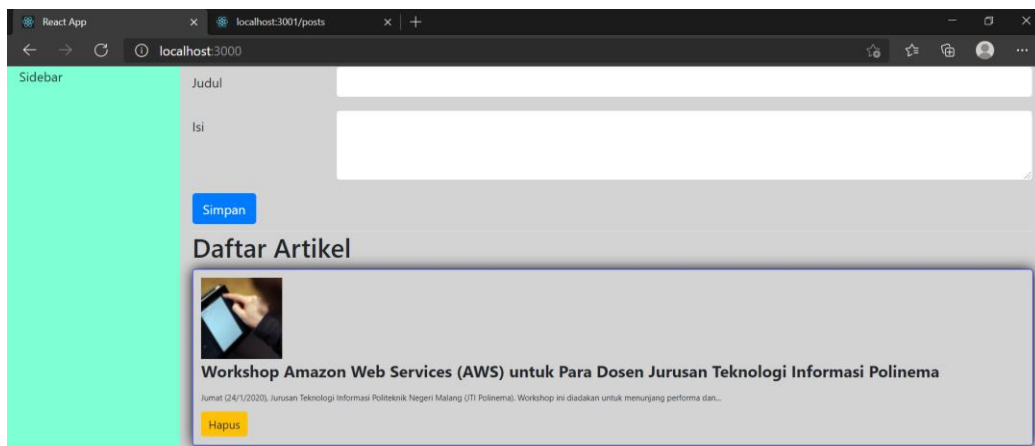 React App
localhost:3001/posts
localhost:3000
Sidebar
Judul
Isi
Simpan
Daftar Artikel
Workshop Amazon Web Services (AWS) untuk Para Dosen Jurusan Teknologi Informasi Polinema
Jumat (24/1/2020), Jurusan Teknologi Informasi Politeknik Negeri Malang (JTI Polinema). Workshop ini diadakan untuk menunjang performa dan...
Hapus